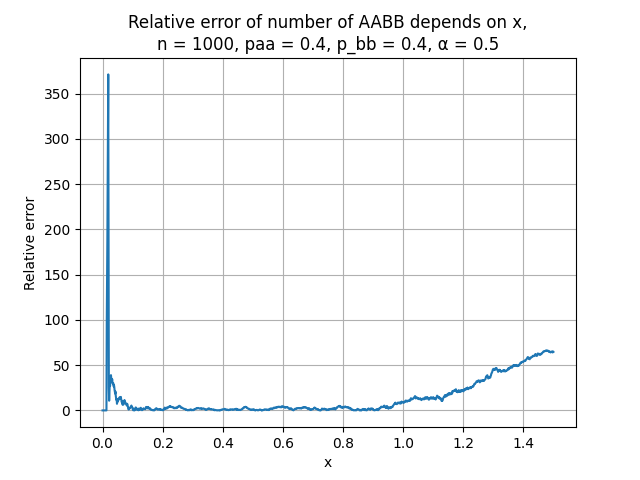 Relative error of number of AABB depends on x,
n = 1000, paa = 0.4, p_bb = 0.4, α = 0.5
350
300
250
200
150
100
50
0
Relative error
0.0 0.2 0.4 0.6 0.8 1.0 1.2 1.4
x